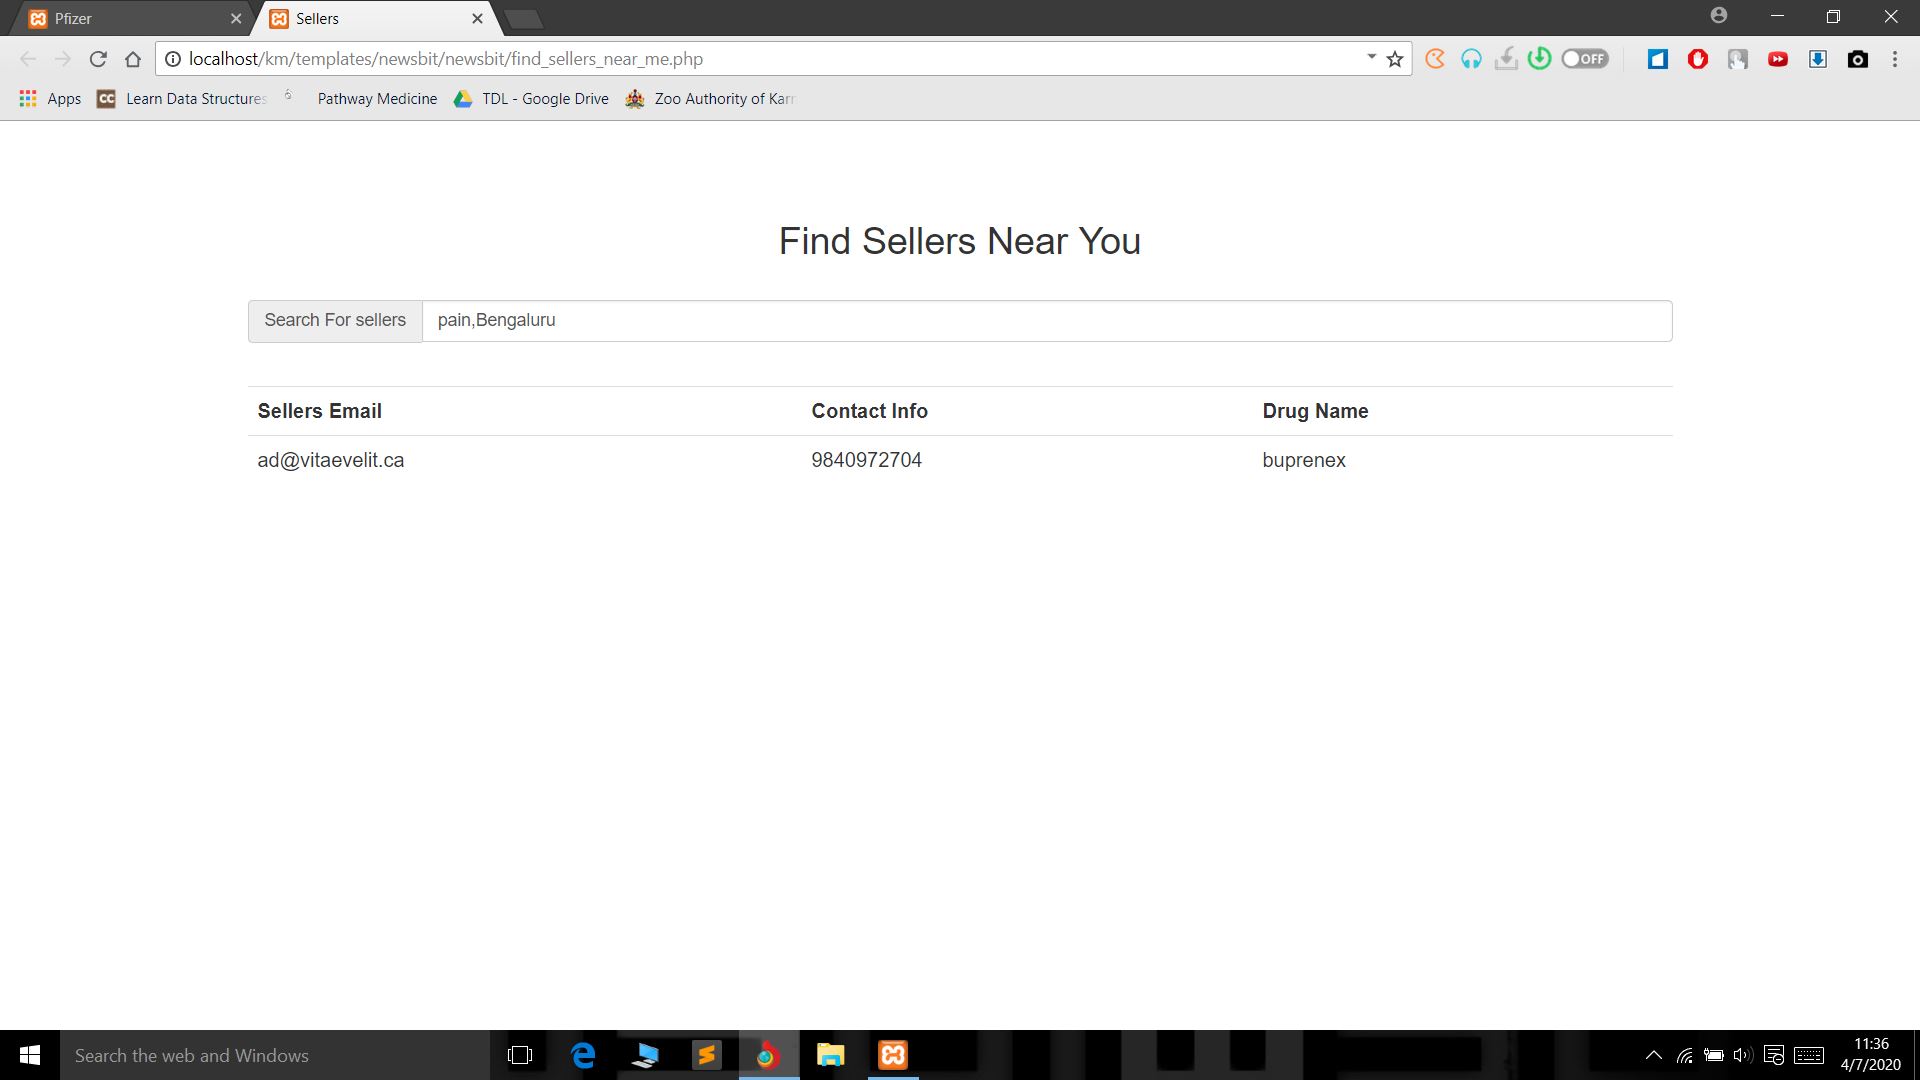 Pfizer
Sellers
localhost/km/templates/newsbit/newsbit/find_sellers_near_me.php
OFF
Apps
CC
Learn Data Structures
Pathway Medicine
TDL - Google Drive
Zoo Authority of Karn
Find Sellers Near You
Search For sellers
pain,Bengaluru
Sellers Email
Contact Info
Drug Name
ad@vitaevelit.ca
9840972704
buprenex
Search the web and Windows
11:36
4/7/2020